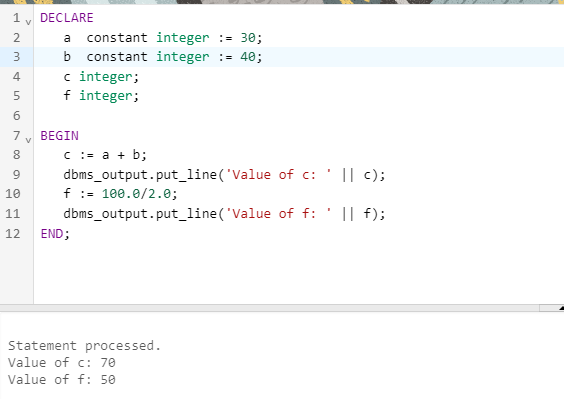 1 DECLARE
2 a constant integer := 30;
3 b constant integer := 40;
4 c integer;
5 f integer;
6
7 BEGIN
8 c := a + b;
9 dbms_output.put_line('Value of c: ' || c);
10 f := 100.0/2.0;
11 dbms_output.put_line('Value of f: ' || f);
12 END;
Statement processed.
Value of c: 70
Value of f: 50